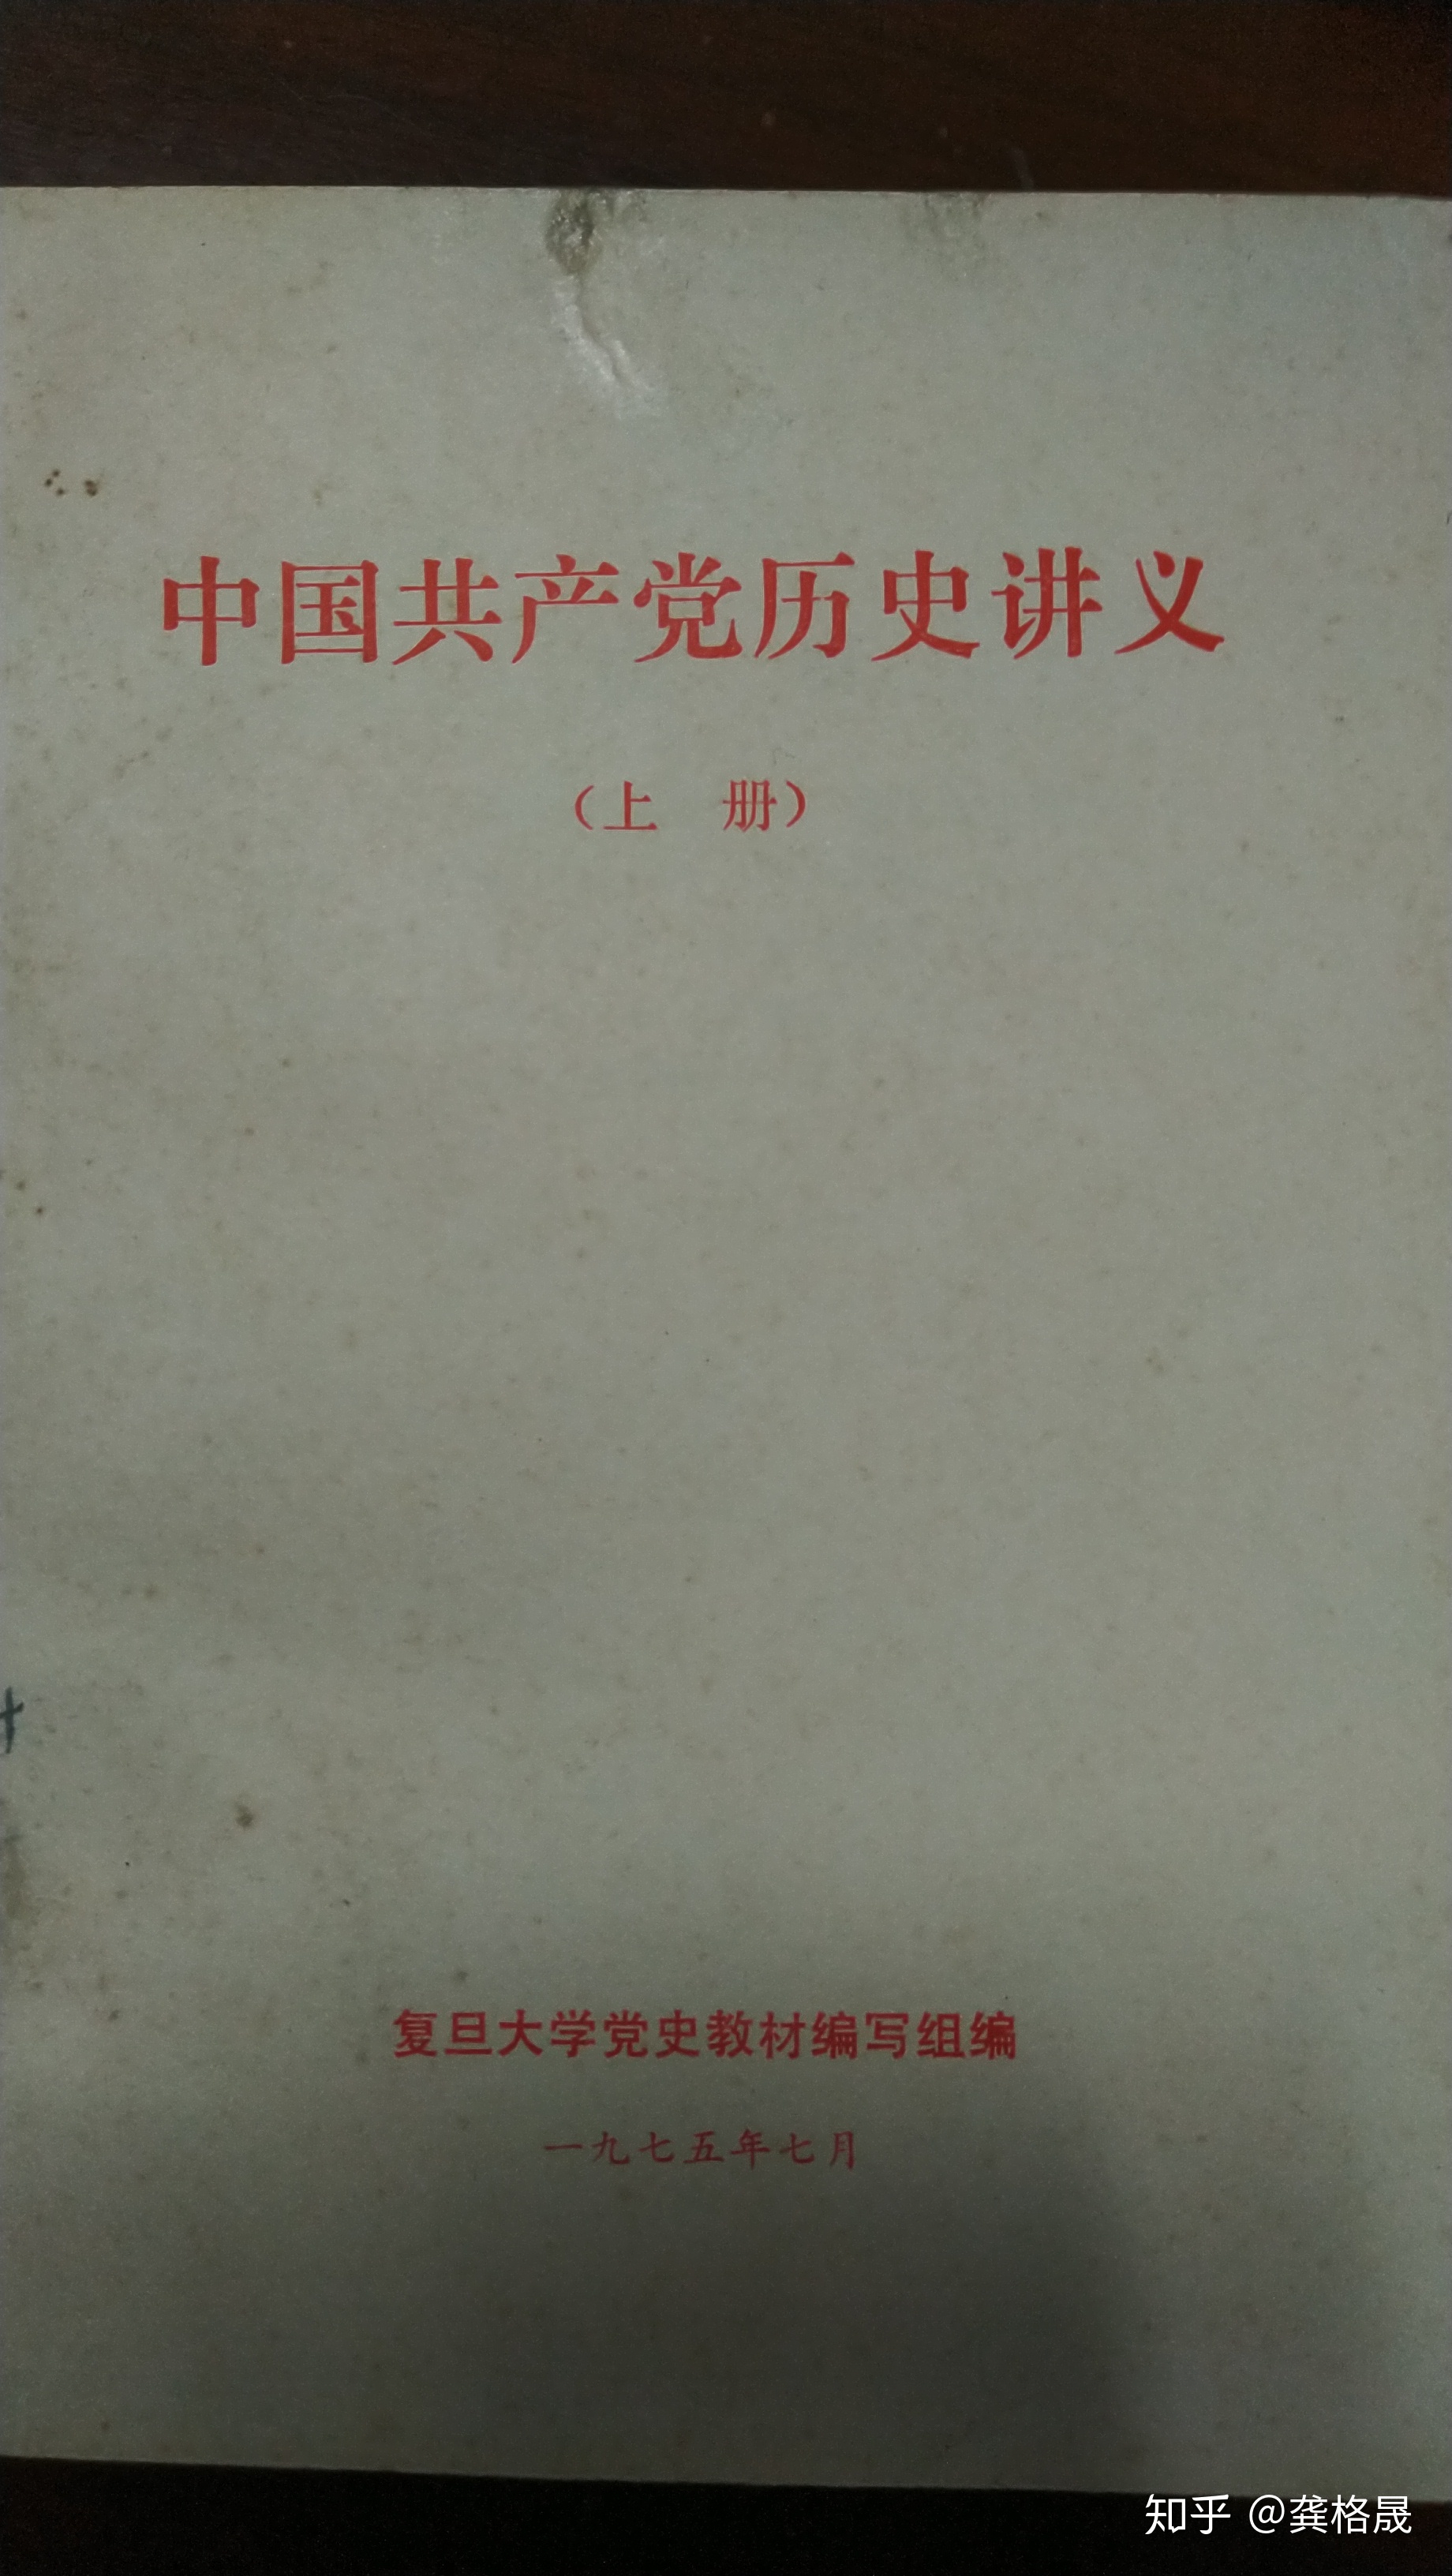 中国共产党历史讲义
（上 册）
复旦大学党史教材编写组编
一九七五年七月
知乎 @龚格晟